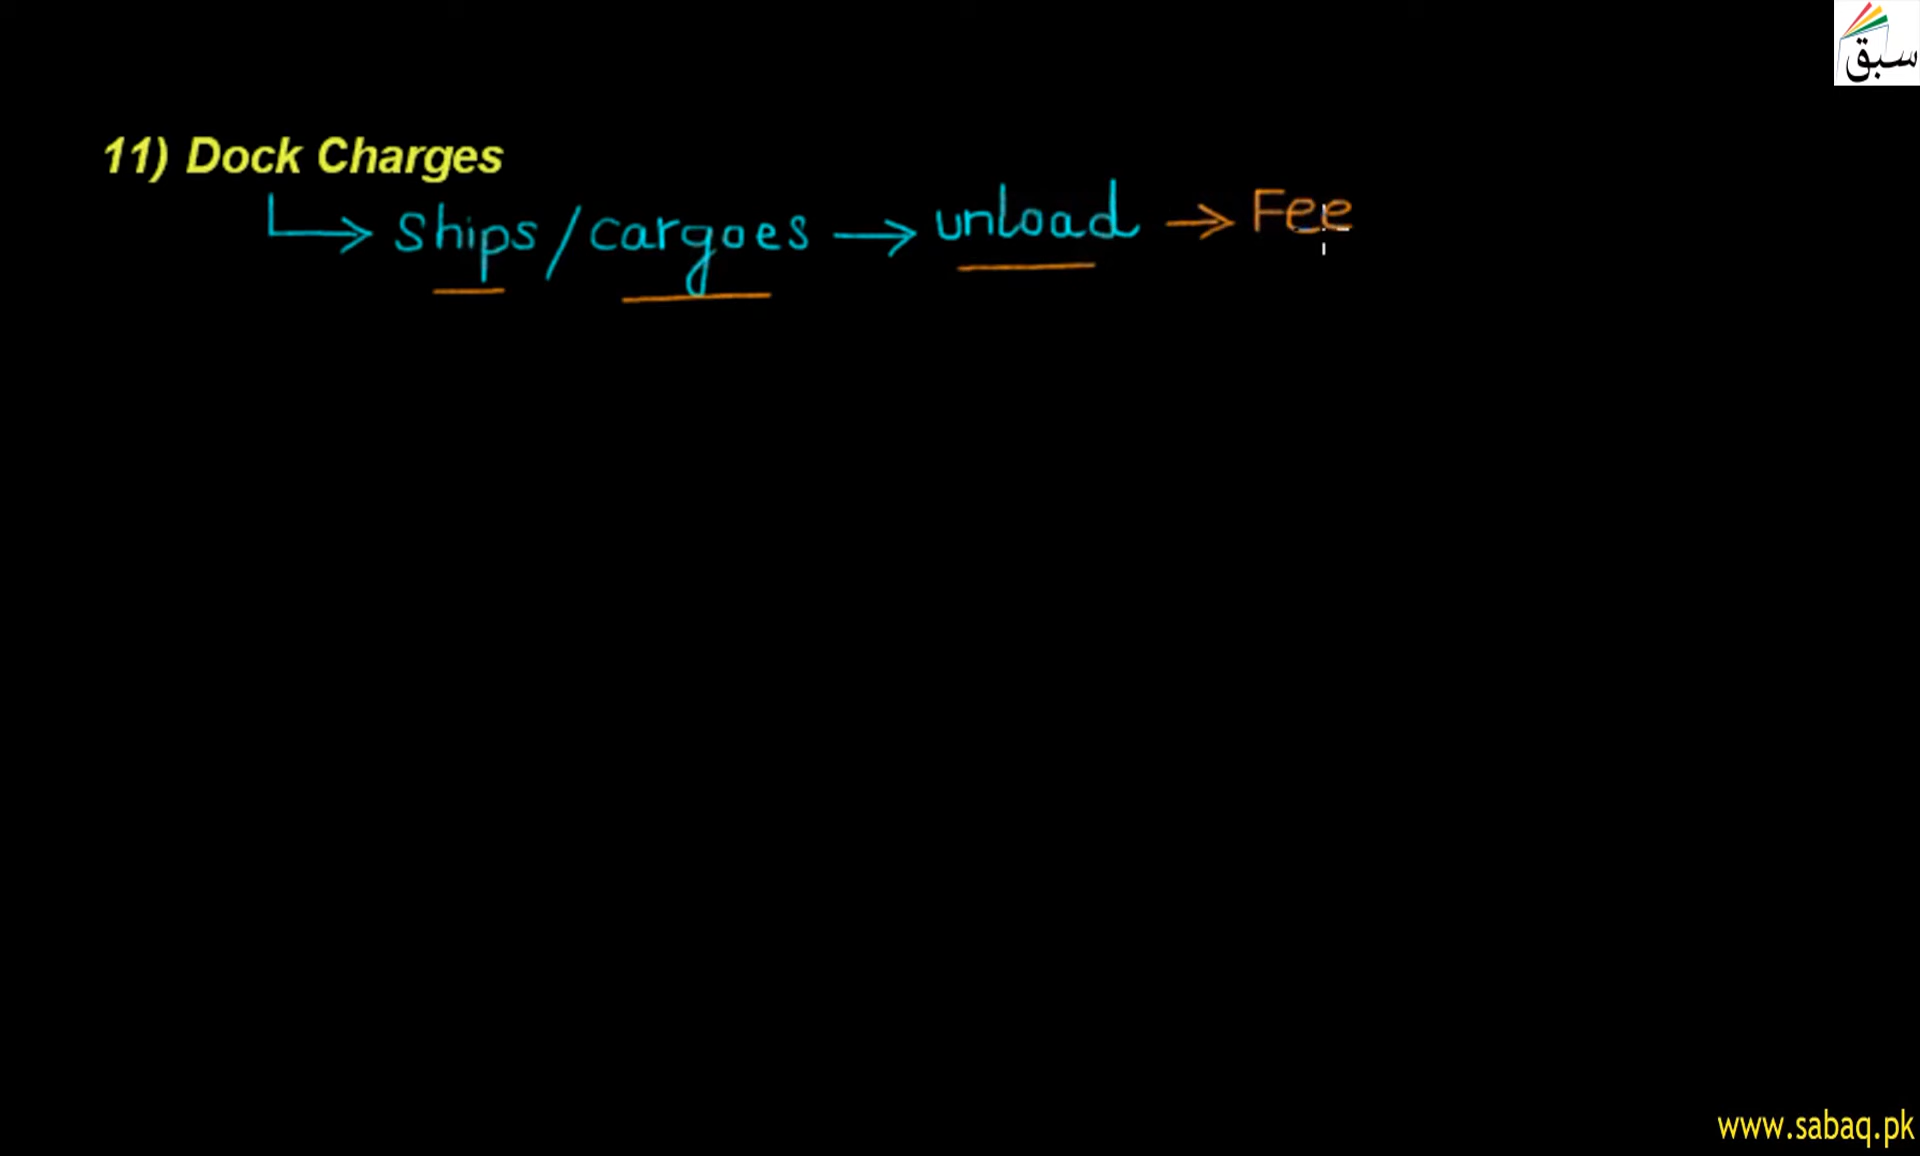 سبق
11) Dock Charges
↳ Ships/cargoes → unload → Fee
www.sabaq.pk